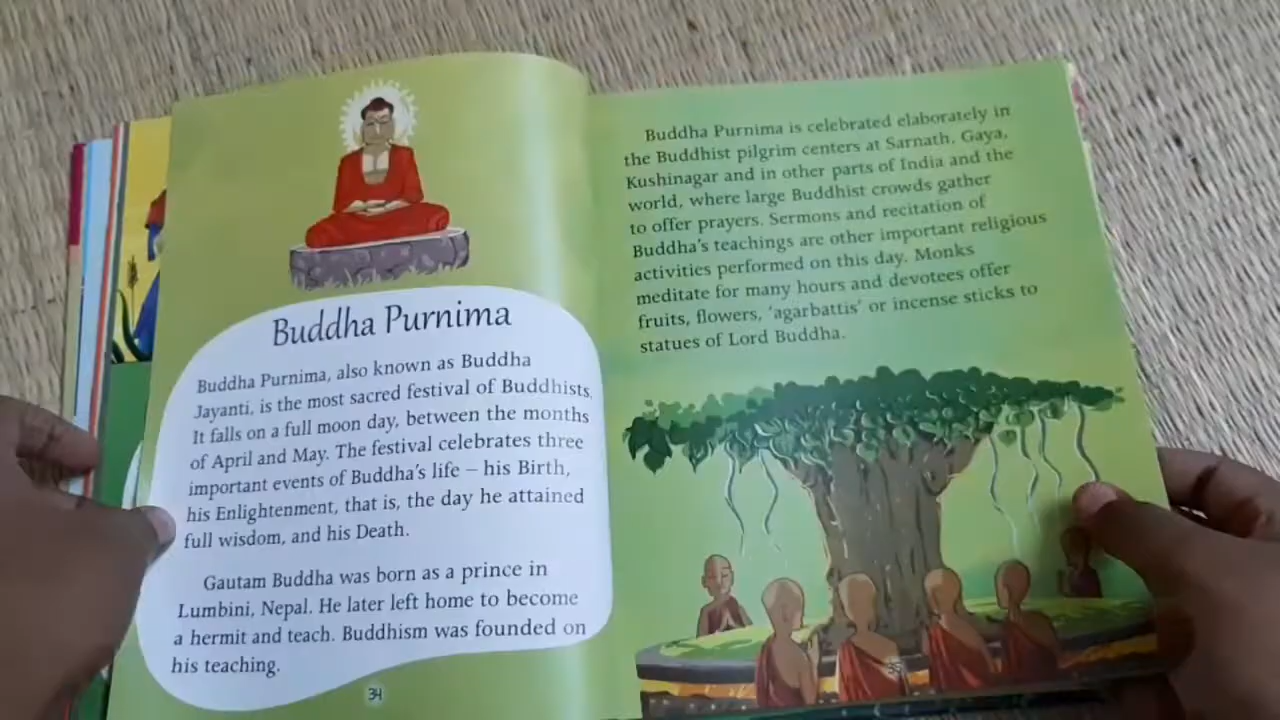 Buddha Purnima
Buddha Purnima, also known as Buddha
Jayanti, is the most sacred festival of Buddhists.
It falls on a full moon day, between the months
of April and May. The festival celebrates three
important events of Buddha's life – his Birth,
his Enlightenment, that is, the day he attained
full wisdom, and his Death.
Gautam Buddha was born as a prince in
Lumbini, Nepal. He later left home to become
a hermit and teach. Buddhism was founded on
his teaching.
34
Buddha Purnima is celebrated elaborately in
the Buddhist pilgrim centers at Sarnath, Gaya,
Kushinagar and in other parts of India and the
world, where large Buddhist crowds gather
to offer prayers. Sermons and recitation of
Buddha's teachings are other important religious
activities performed on this day. Monks
meditate for many hours and devotees offer
fruits, flowers, 'agarbattis' or incense sticks to
statues of Lord Buddha.
35